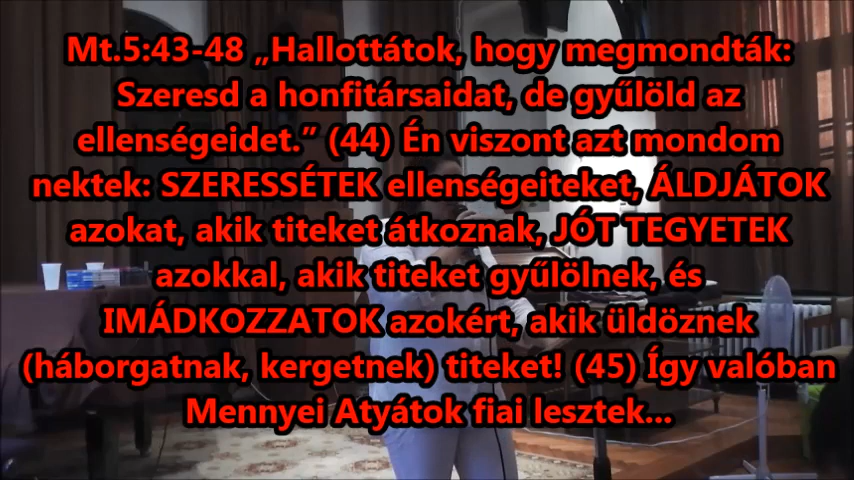 Mt.5:43-48 „Hallottátok, hogy megmondták:
Szeresd a honfitársaidat, de gyűlöld az
ellenségeidet.” (44) Én viszont azt mondom
nektek: SZERESSÉTEK ellenségeiteket, ÁLDJÁTOK
azokat, akik titeket átkoznak, JÓT TEGYETEK
azokkal, akik titeket gyűlölnek, és
IMÁDKOZZATOK azokért, akik üldöznek
(háborgatnak, kergetnek) titeket! (45) Így valóban
Mennyei Atyátok fiai lesztek...